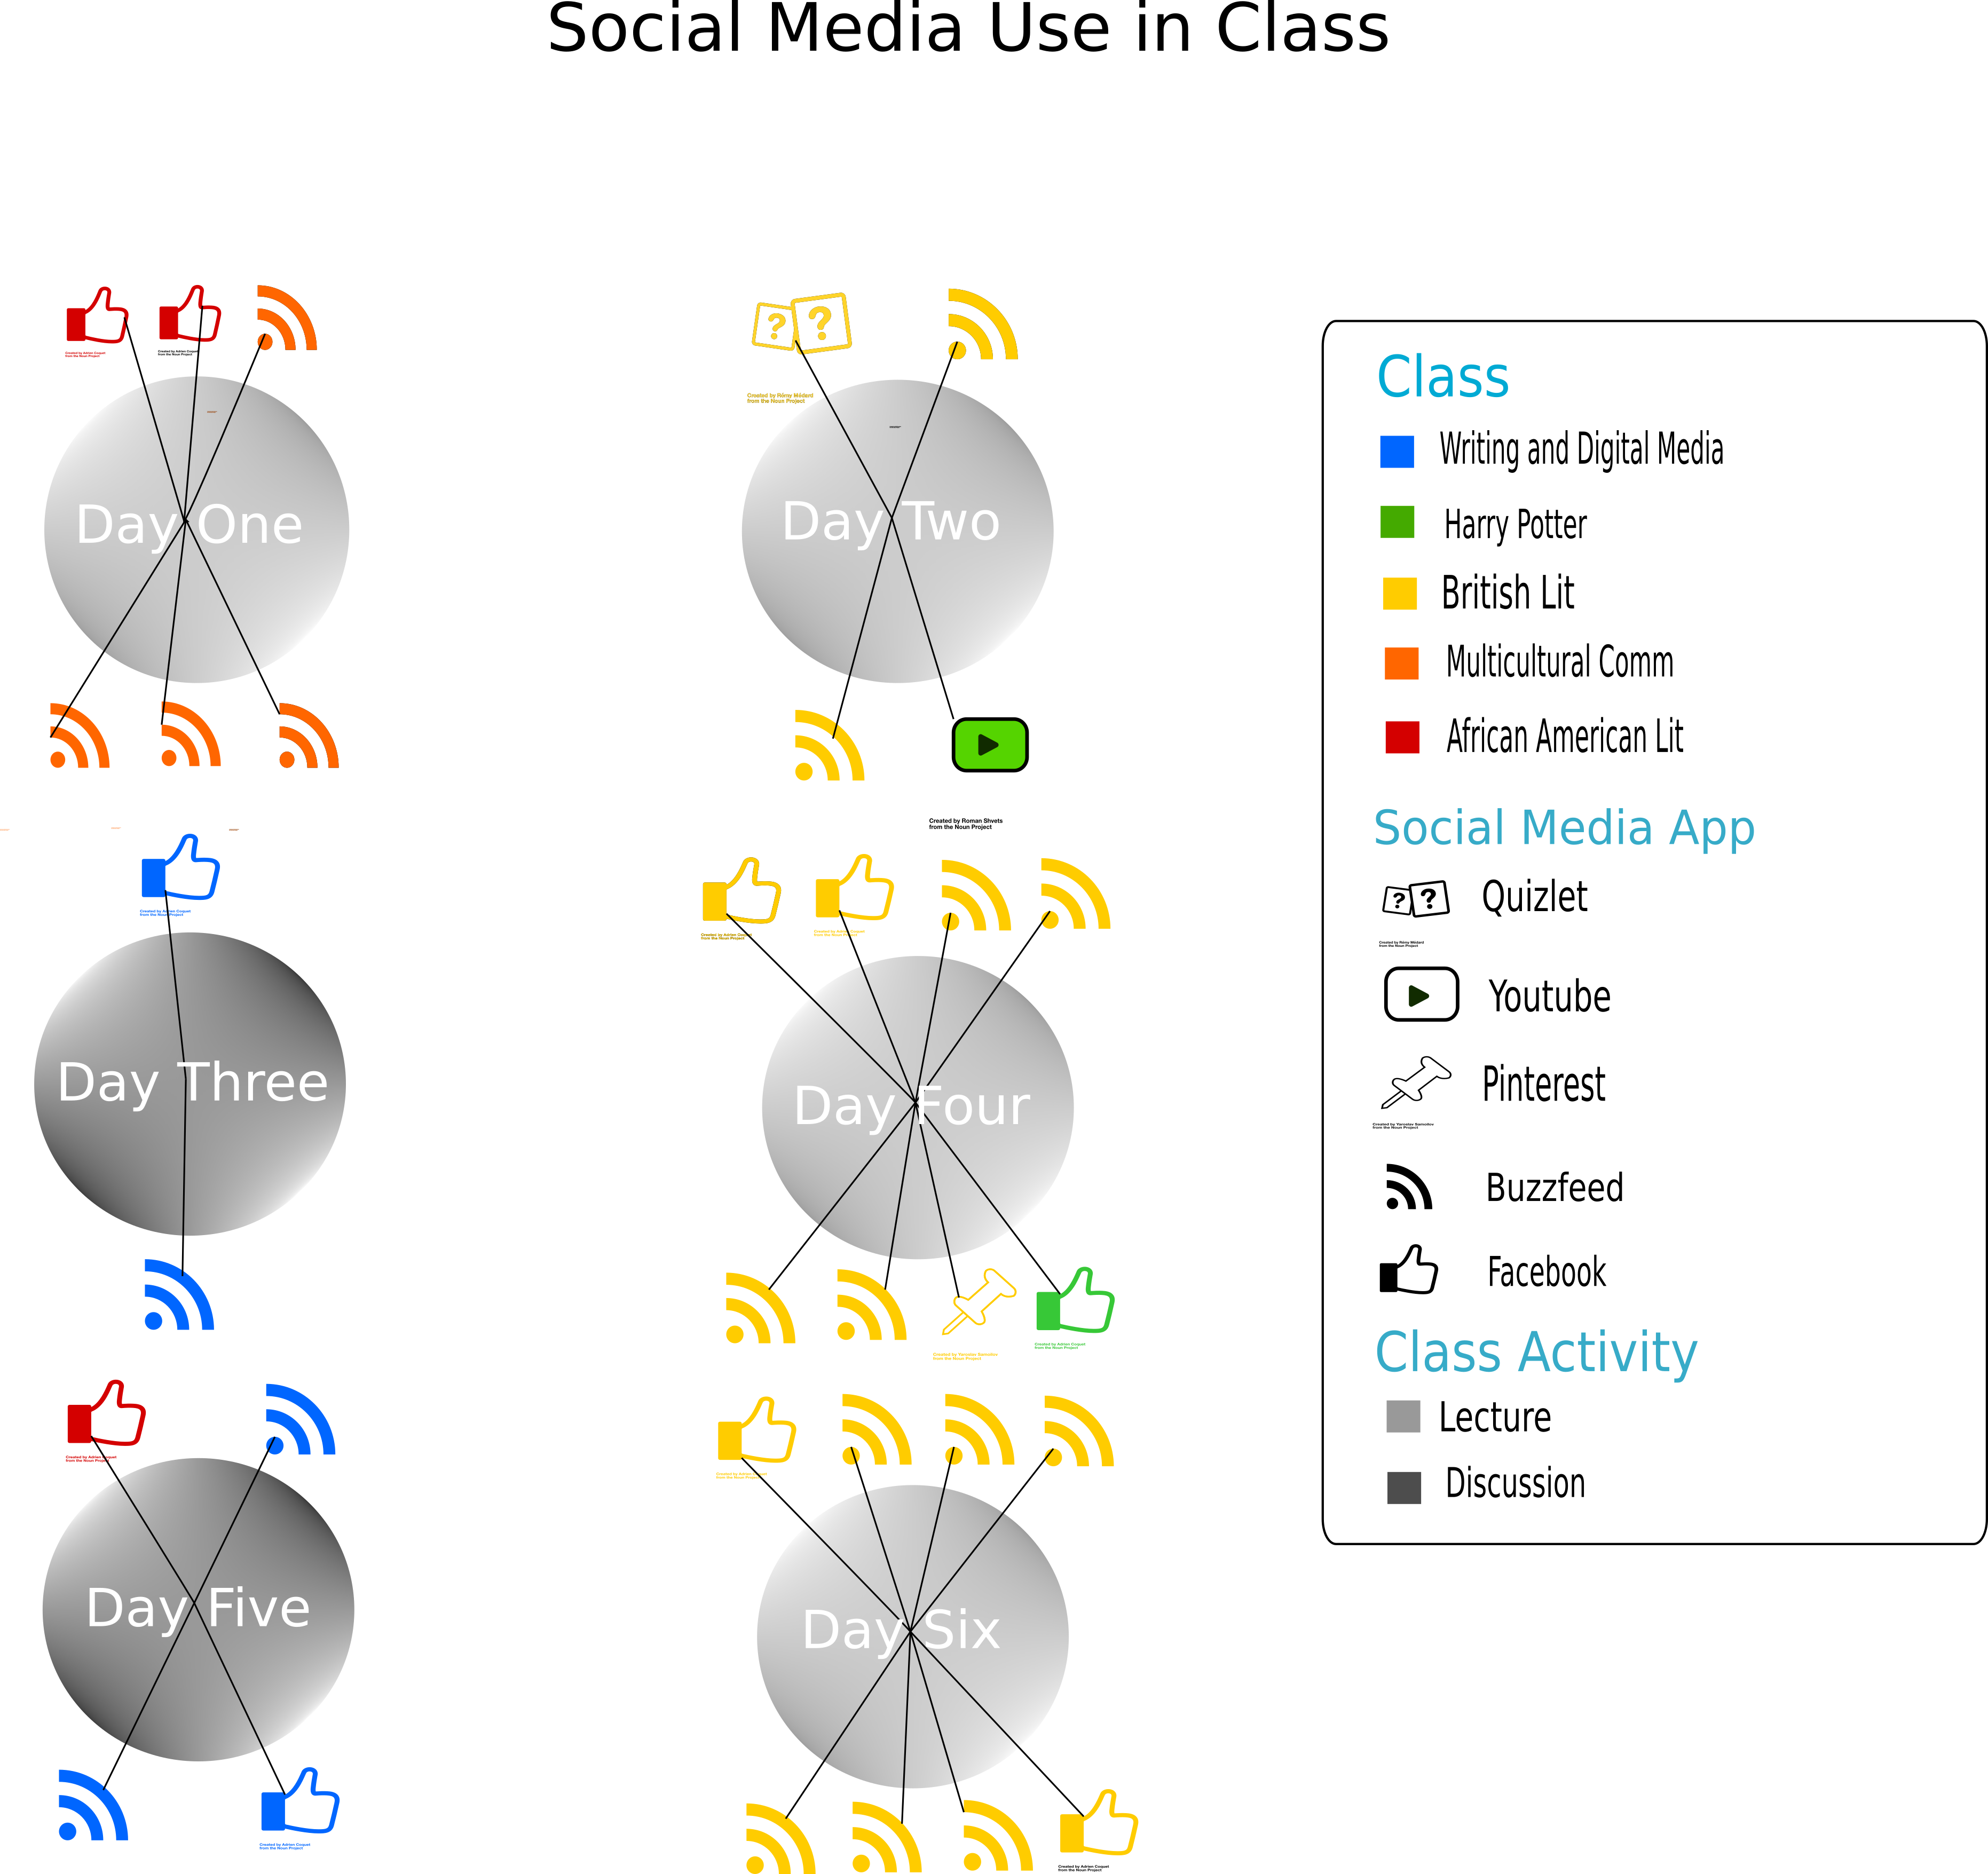 Social Media Use in Class
Created by Adrien Coquet
from the Noun Project
Created by Adrien Coquet
from the Noun Project
Day One
? ?
Created by Rémy Médard
from the Noun Project
Day Two
Created by Roman Shvets
from the Noun Project
Created by Adrien Coquet
from the Noun Project
Day Three
Created by Adrien Coquet
from the Noun Project
Created by Adrien Coquet
from the Noun Project
Day Four
Created by Yaroslav Samoilov
from the Noun Project
Created by Adrien Coquet
from the Noun Project
Created by Adrien Coquet
from the Noun Project
Day Five
Created by Adrien Coquet
from the Noun Project
Created by Adrien Coquet
from the Noun Project
Day Six
Created by Adrien Coquet
from the Noun Project
Class
Writing and Digital Media
Harry Potter
British Lit
Multicultural Comm
African American Lit
Social Media App
? ?
Quizlet
Created by Rémy Médard
from the Noun Project
Youtube
Pinterest
Created by Yaroslav Samoilov
from the Noun Project
Buzzfeed
Facebook
Class Activity
Lecture
Discussion